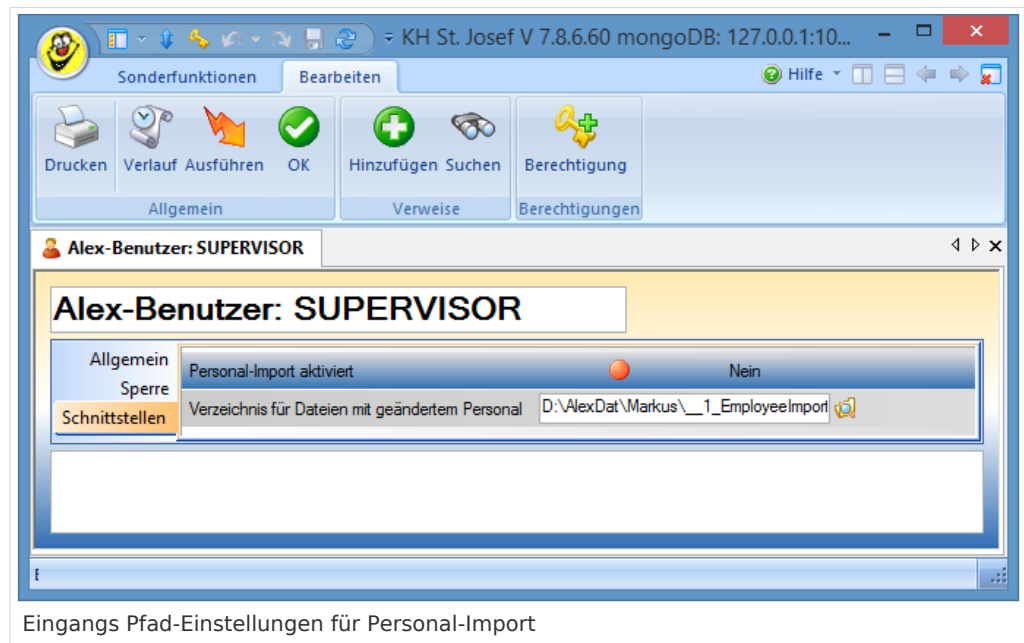 KH St. Josef V 7.8.6.60 mongoDB: 127.0.0.1:10...
Sonderfunktionen Bearbeiten Hilfe
Drucken Verlauf Ausführen OK Hinzufügen Suchen Berechtigung
Allgemein Verweise Berechtigungen
Alex-Benutzer: SUPERVISOR
Alex-Benutzer: SUPERVISOR
Allgemein
Personal-Import aktiviert Nein
Sperre
Verzeichnis für Dateien mit geändertem Personal D:\AlexDat\Markus\__1_EmployeeImport
Schnittstellen
Eingangs Pfad-Einstellungen für Personal-Import